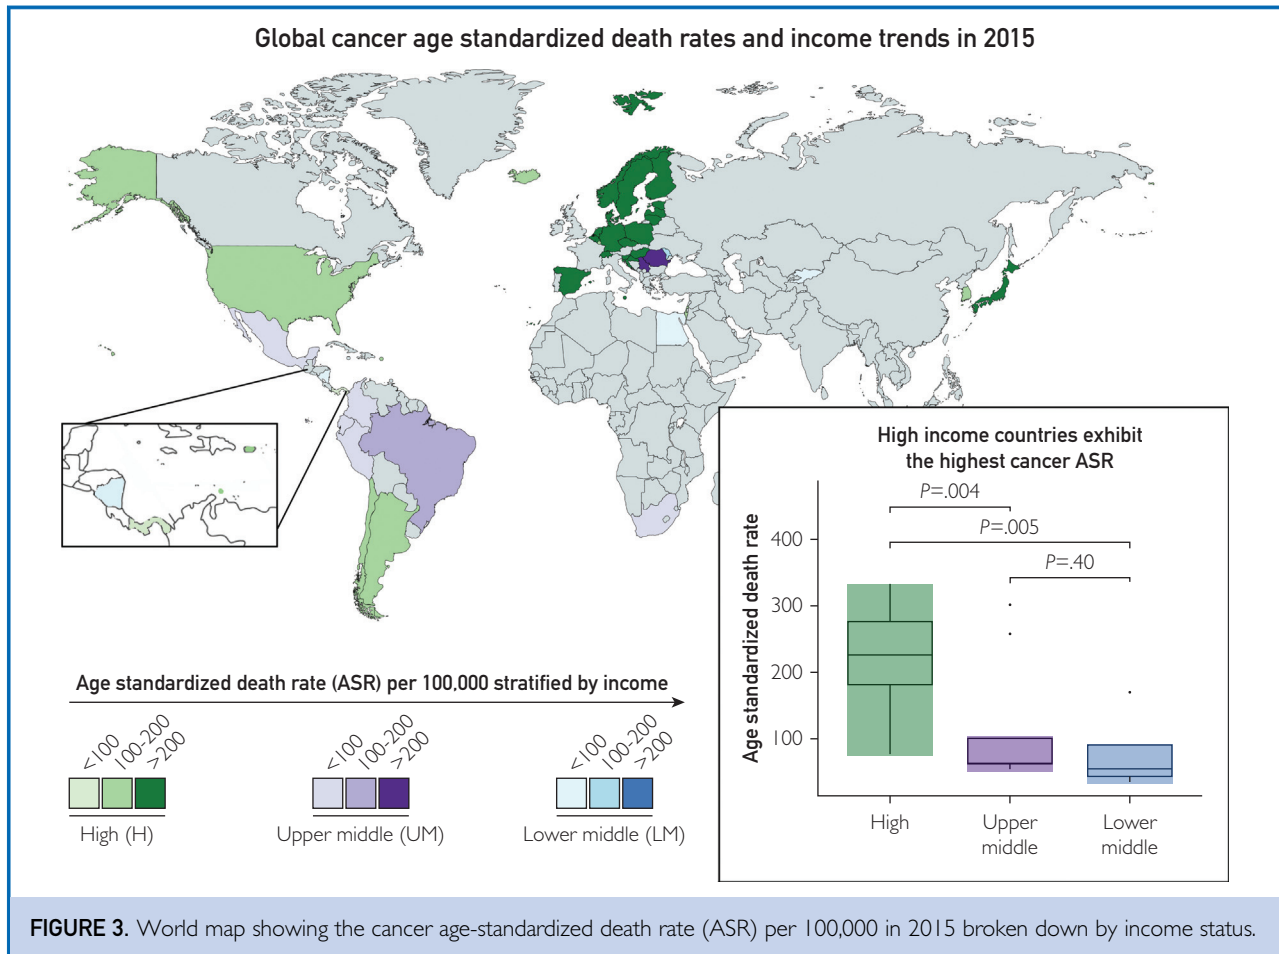 Global cancer age standardized death rates and income trends in 2015
High income countries exhibit
the highest cancer ASR
P=.004
P=.005
P=.40
Age standardized death rate
400
300
200
100
High
Upper
middle
Lower
middle
Age standardized death rate (ASR) per 100,000 stratified by income
<100
100-200
>200
High (H)
<100
100-200
>200
Upper middle (UM)
<100
100-200
>200
Lower middle (LM)
FIGURE 3. World map showing the cancer age-standardized death rate (ASR) per 100,000 in 2015 broken down by income status.